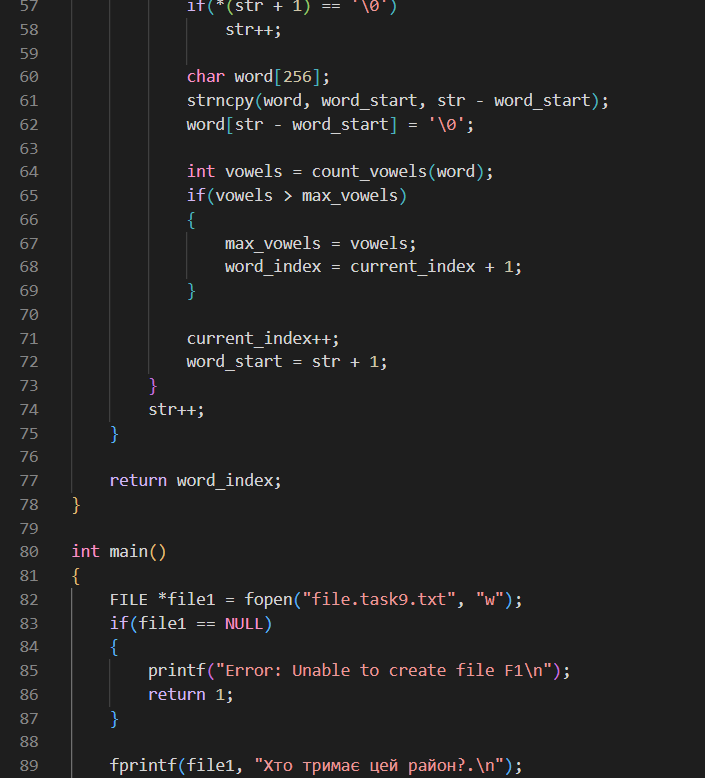 57 if(*(str + 1) == '\0')
58 str++;
59
60 char word[256];
61 strncpy(word, word_start, str - word_start);
62 word[str - word_start] = '\0';
63
64 int vowels = count_vowels(word);
65 if(vowels > max_vowels)
66 {
67 max_vowels = vowels;
68 word_index = current_index + 1;
69 }
70
71 current_index++;
72 word_start = str + 1;
73 }
74 str++;
75 }
76
77 return word_index;
78 }
79
80 int main()
81 {
82 FILE *file1 = fopen("file.task9.txt", "w");
83 if(file1 == NULL)
84 {
85 printf("Error: Unable to create file F1\n");
86 return 1;
87 }
88
89 fprintf(file1, "Хто тримає цей район?.\n");